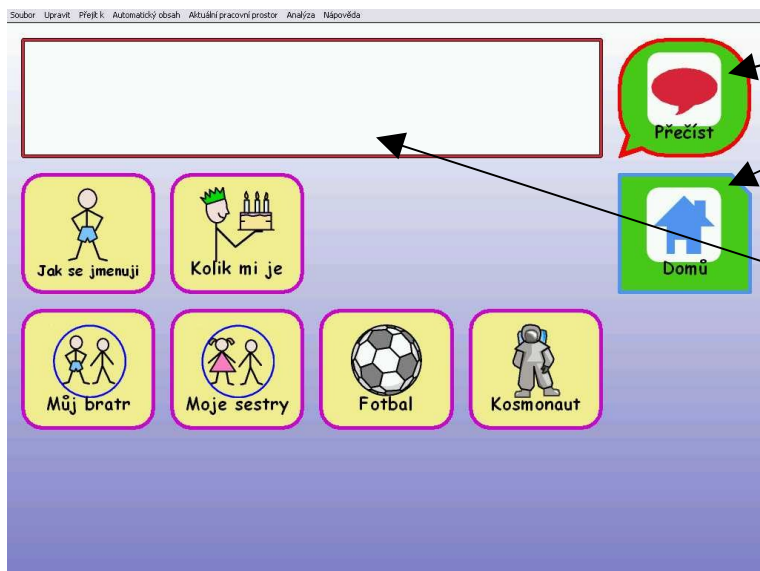 Soubor Upravit Přejít k Automatický obsah Aktuální pracovní prostor Analýza Nápověda
Přečíst
Jak se jmenuji Kolik mi je Domů
Můj bratr Moje sestry Fotbal Kosmonaut